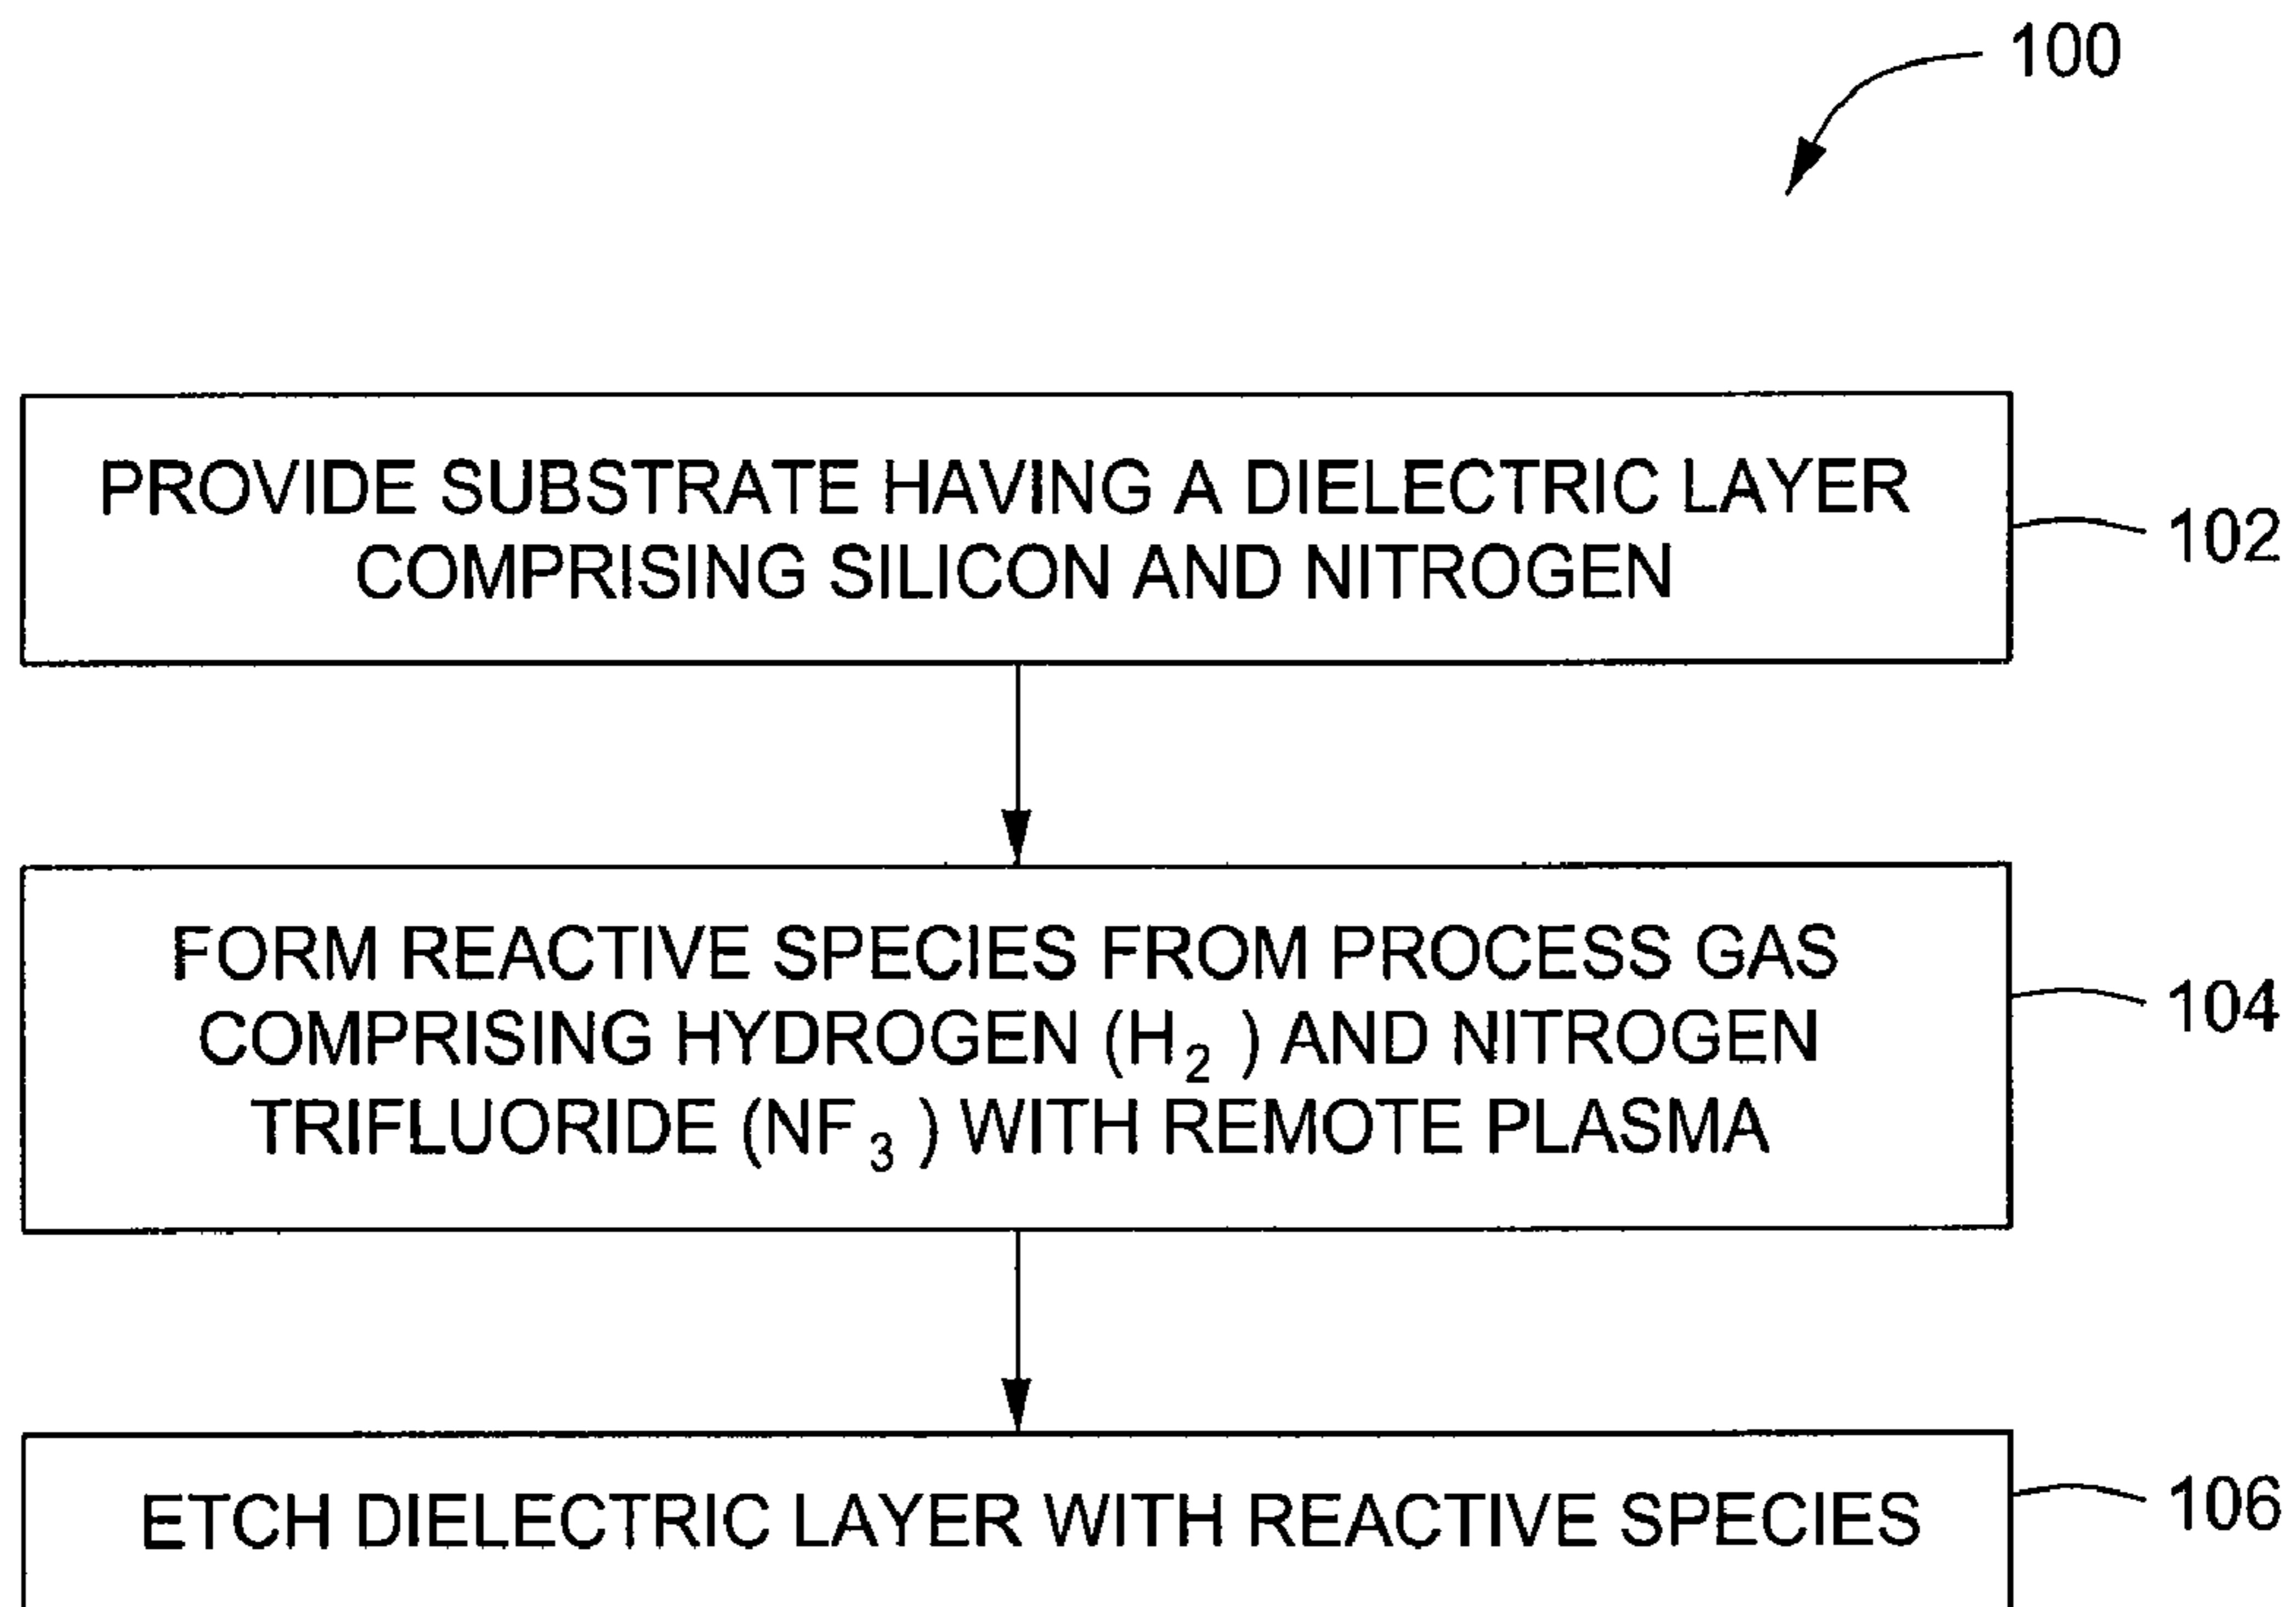 100
PROVIDE SUBSTRATE HAVING A DIELECTRIC LAYER
COMPRISING SILICON AND NITROGEN
102
FORM REACTIVE SPECIES FROM PROCESS GAS
COMPRISING HYDROGEN (H₂) AND NITROGEN
TRIFLUORIDE (NF₃) WITH REMOTE PLASMA
104
ETCH DIELECTRIC LAYER WITH REACTIVE SPECIES
106